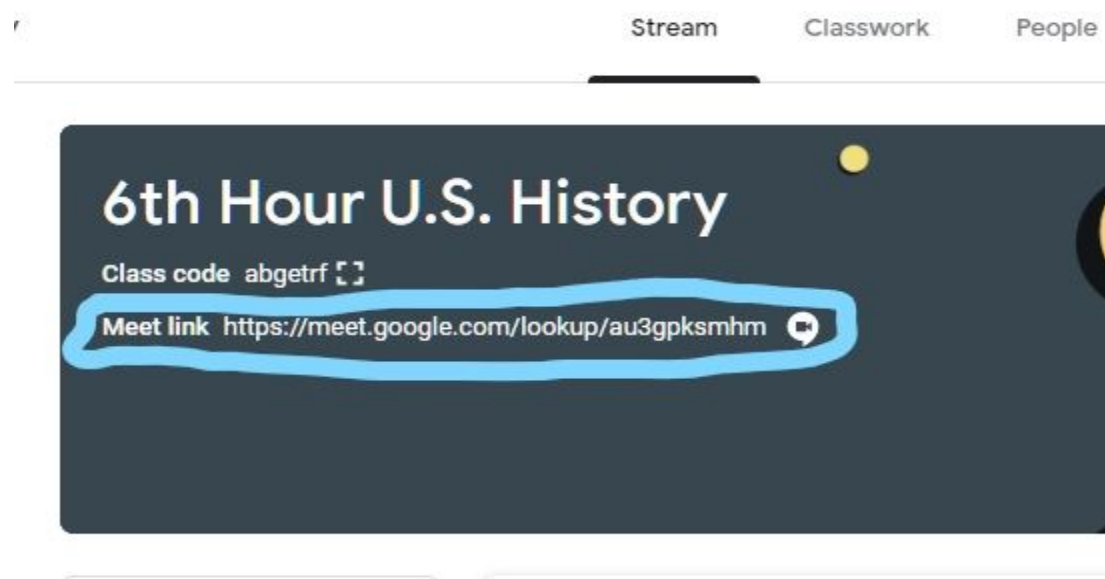 Stream Classwork People
6th Hour U.S. History
Class code abgetrf
Meet link https://meet.google.com/lookup/au3gpksmhm